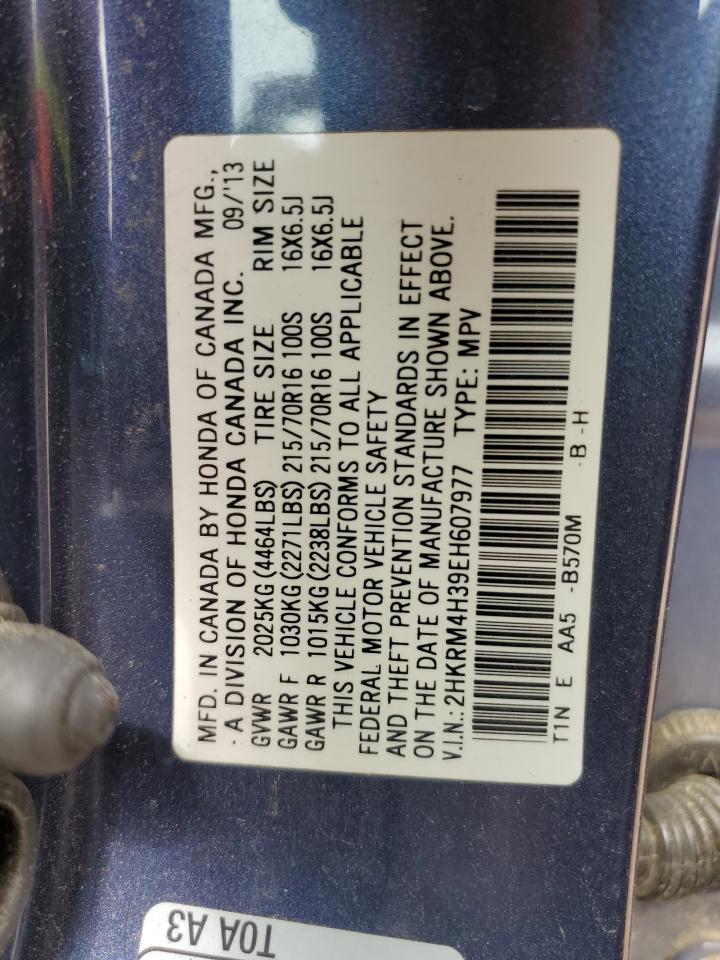 MFD. IN CANADA BY HONDA OF CANADA MFG.,
A DIVISION OF HONDA CANADA INC. 09/'13
GVWR 2025KG(4464LBS) TIRE SIZE RIM SIZE
GAWR F 1030KG(2271LBS)215/70R16 100S 16X6.5J
GAWR R 1015KG(2238LBS)215/70R16 100S 16X6.5J
THIS VEHICLE CONFORMS TO ALL APPLICABLE
FEDERAL MOTOR VEHICLE SAFETY
AND THEFT PREVENTION STANDARDS IN EFFECT
ON THE DATE OF MANUFACTURE SHOWN ABOVE.
V.I.N.:2HKRM4H39EH607977 TYPE: MPV
T1N E AA5 -B570M -B -H
T0A A3